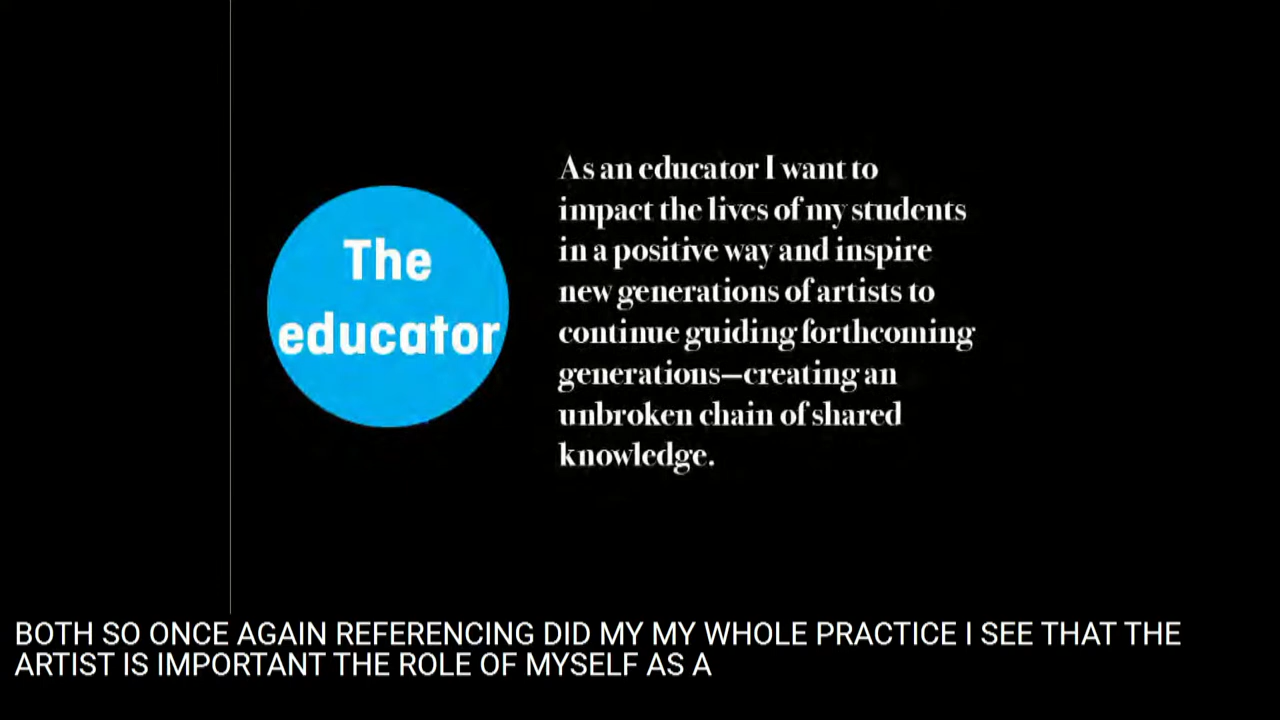 The
educator
As an educator I want to
impact the lives of my students
in a positive way and inspire
new generations of artists to
continue guiding forthcoming
generations—creating an
unbroken chain of shared
knowledge.
BOTH SO ONCE AGAIN REFERENCING DID MY MY WHOLE PRACTICE I SEE THAT THE
ARTIST IS IMPORTANT THE ROLE OF MYSELF AS A